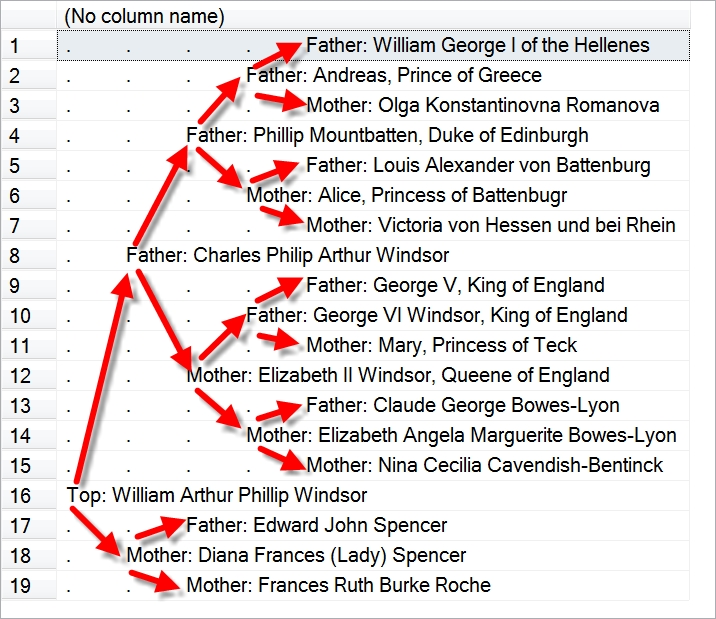 (No column name)
1 . . . . Father: William George I of the Hellenes
2 . . . Father: Andreas, Prince of Greece
3 . . . . Mother: Olga Konstantinovna Romanova
4 . . Father: Phillip Mountbatten, Duke of Edinburgh
5 . . . . Father: Louis Alexander von Battenburg
6 . . . Mother: Alice, Princess of Battenbugr
7 . . . . Mother: Victoria von Hessen und bei Rhein
8 . Father: Charles Philip Arthur Windsor
9 . . . . Father: George V, King of England
10 . . . Father: George VI Windsor, King of England
11 . . . . Mother: Mary, Princess of Teck
12 . . Mother: Elizabeth II Windsor, Queene of England
13 . . . . Father: Claude George Bowes-Lyon
14 . . . Mother: Elizabeth Angela Marguerite Bowes-Lyon
15 . . . . Mother: Nina Cecilia Cavendish-Bentinck
16 Top: William Arthur Phillip Windsor
17 . . Father: Edward John Spencer
18 . Mother: Diana Frances (Lady) Spencer
19 . . Mother: Frances Ruth Burke Roche